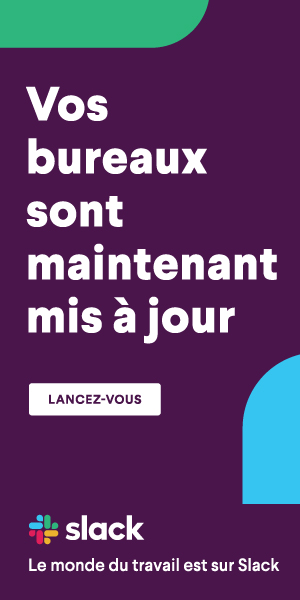 Vos
bureaux
sont
maintenant
mis à jour
LANCEZ-VOUS
slack
Le monde du travail est sur Slack